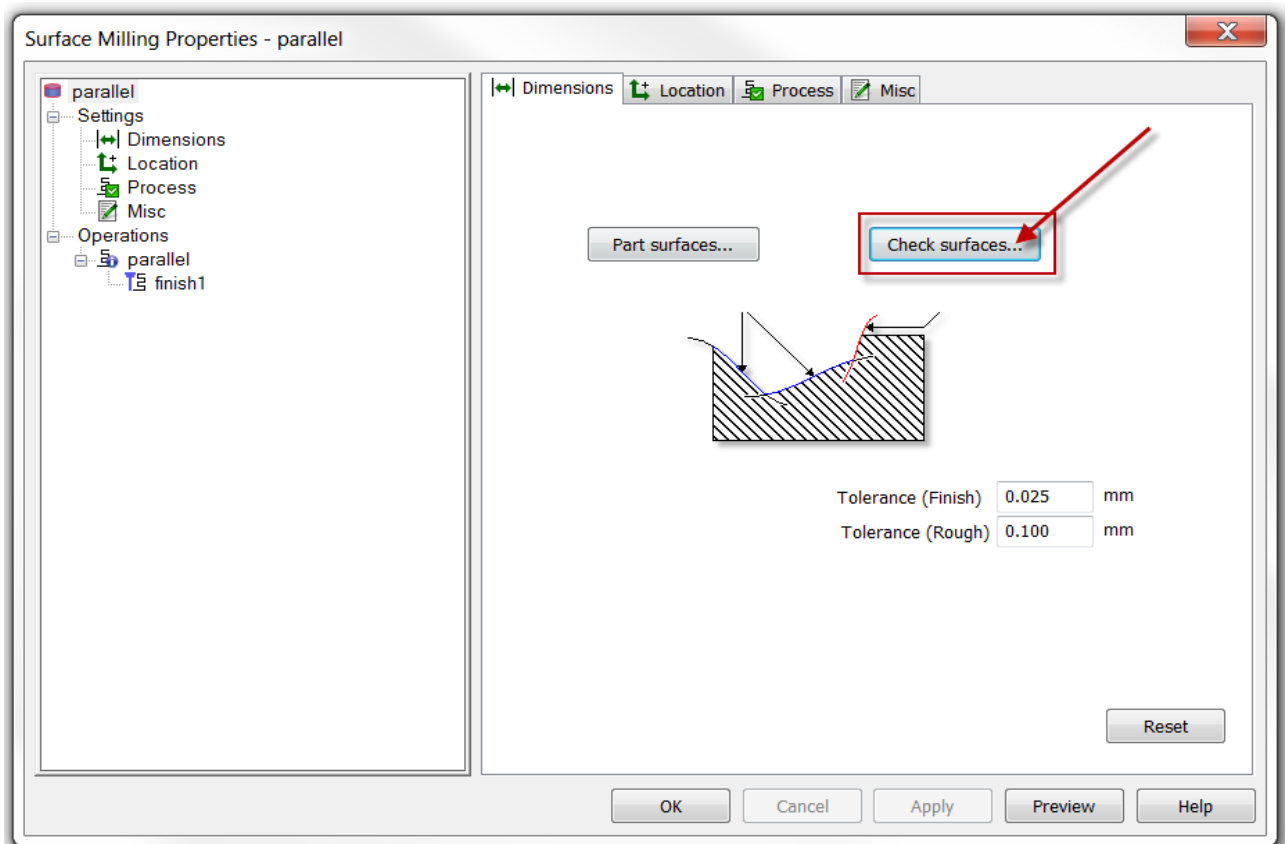 Surface Milling Properties - parallel
parallel
Settings
Dimensions
Location
Process
Misc
Operations
parallel
finish1
Dimensions Location Process Misc
Part surfaces... Check surfaces...
Tolerance (Finish) 0.025 mm
Tolerance (Rough) 0.100 mm
Reset
OK Cancel Apply Preview Help